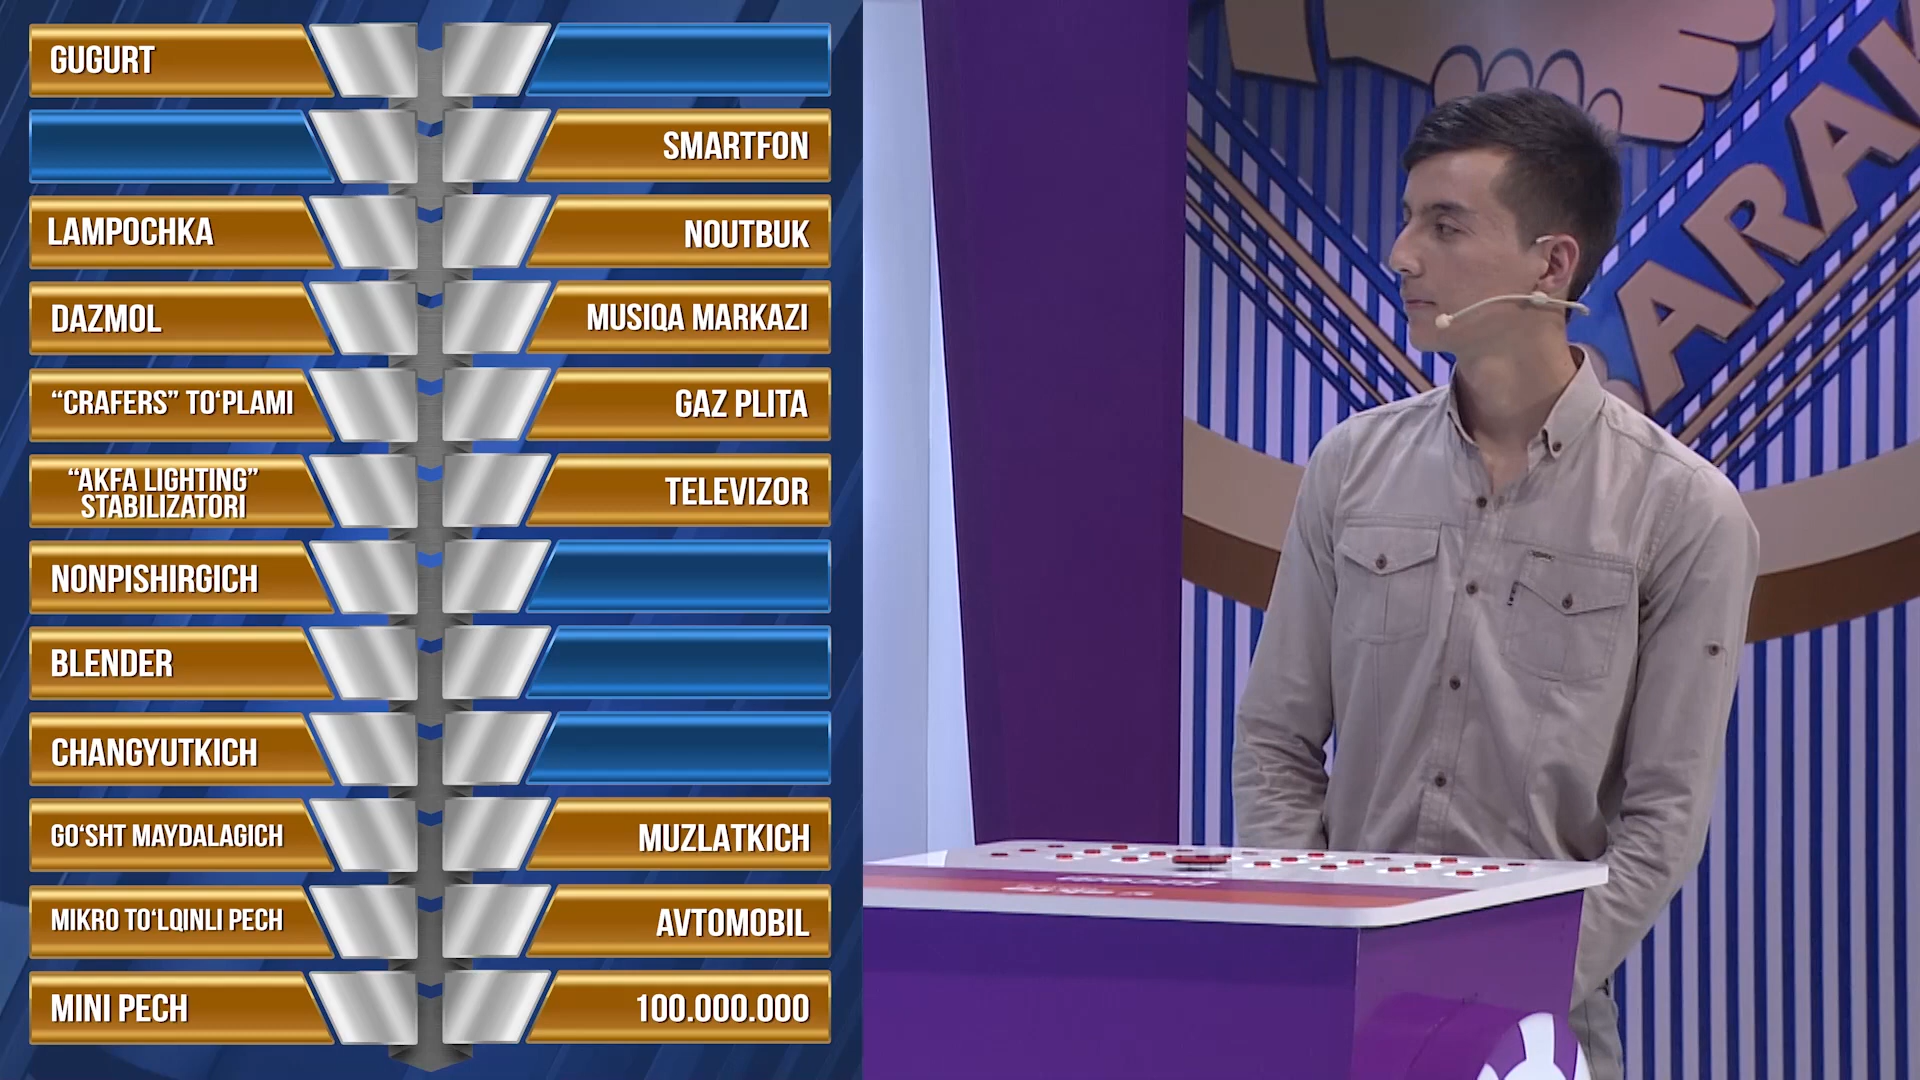 GUGURT
SMARTFON
LAMPOCHKA
NOUTBUK
DAZMOL
MUSIQA MARKAZI
“CRAFERS” TO‘PLAMI
GAZ PLITA
“AKFA LIGHTING”
STABILIZATORI
TELEVIZOR
NONPISHIRGICH
BLENDER
CHANGYUTKICH
GO‘SHT MAYDALAGICH
MUZLATKICH
MIKRO TO‘LQINLI PECH
AVTOMOBIL
MINI PECH
100.000.000